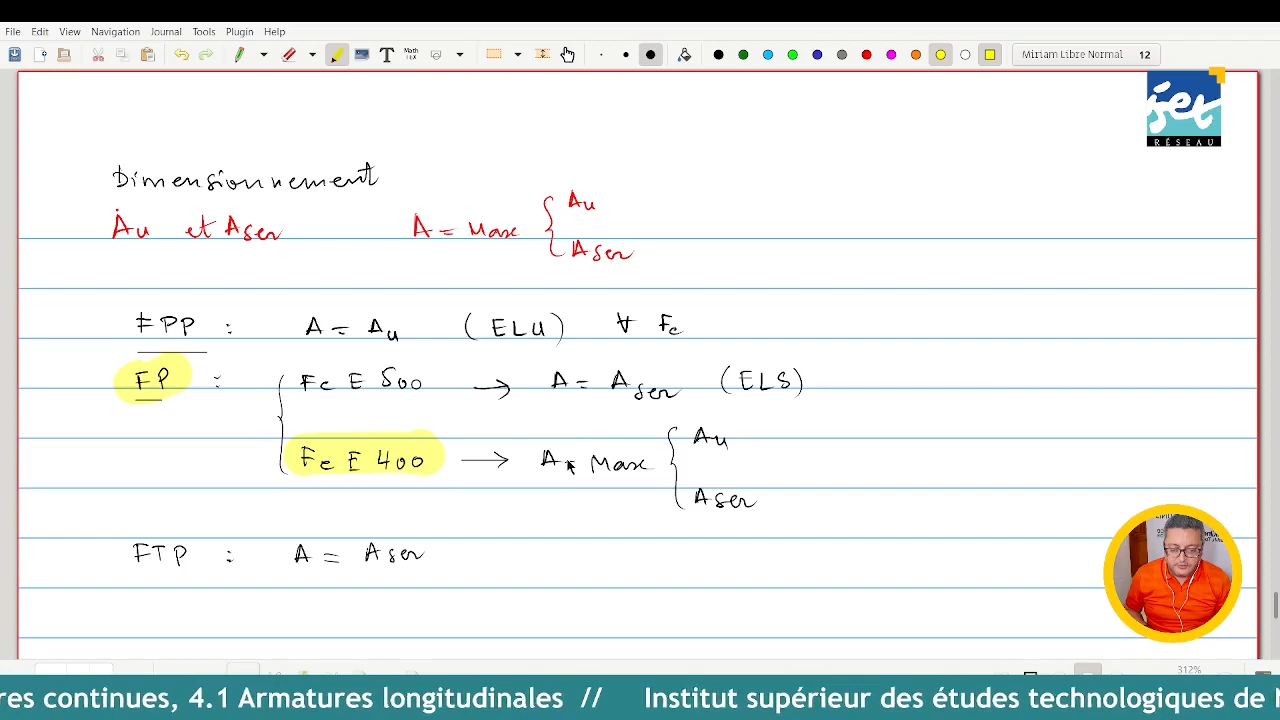 File Edit View Navigation Journal Tools Plugin Help
Miriam Libre Normal 12
iset
RÉSEAU
Dimensionnement
Au et Aser A = Max { Au
Aser
FPP : A = Au (ELU) ∀ Fe
FP : { Fe E 500 → A = Aser (ELS)
Fe E 400 → A = Max { Au
Aser
FTP : A = Aser
312%
res continues, 4.1 Armatures longitudinales // Institut supérieur des études technologiques de